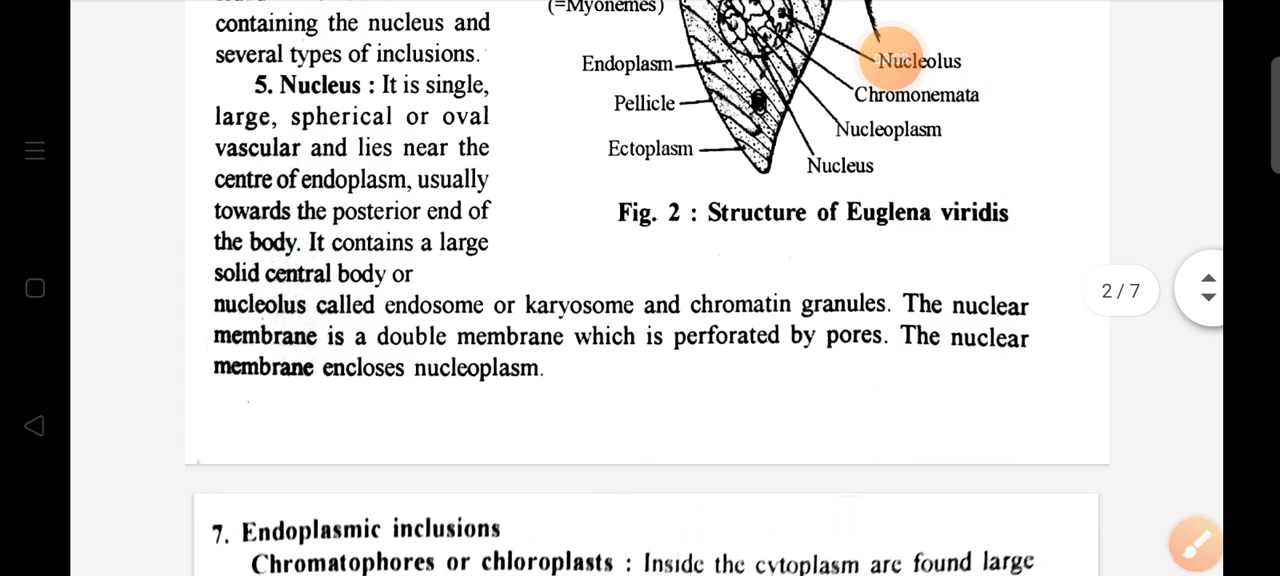 containing the nucleus and
several types of inclusions.
5. Nucleus : It is single,
large, spherical or oval
vascular and lies near the
centre of endoplasm, usually
towards the posterior end of
the body. It contains a large
solid central body or
nucleolus called endosome or karyosome and chromatin granules. The nuclear
membrane is a double membrane which is perforated by pores. The nuclear
membrane encloses nucleoplasm.
(=Myonemes)
Endoplasm
Pellicle
Ectoplasm
Nucleolus
Chromonemata
Nucleoplasm
Nucleus
Fig. 2 : Structure of Euglena viridis
2 / 7
7. Endoplasmic inclusions
Chromatophores or chloroplasts : Inside the cytoplasm are found large